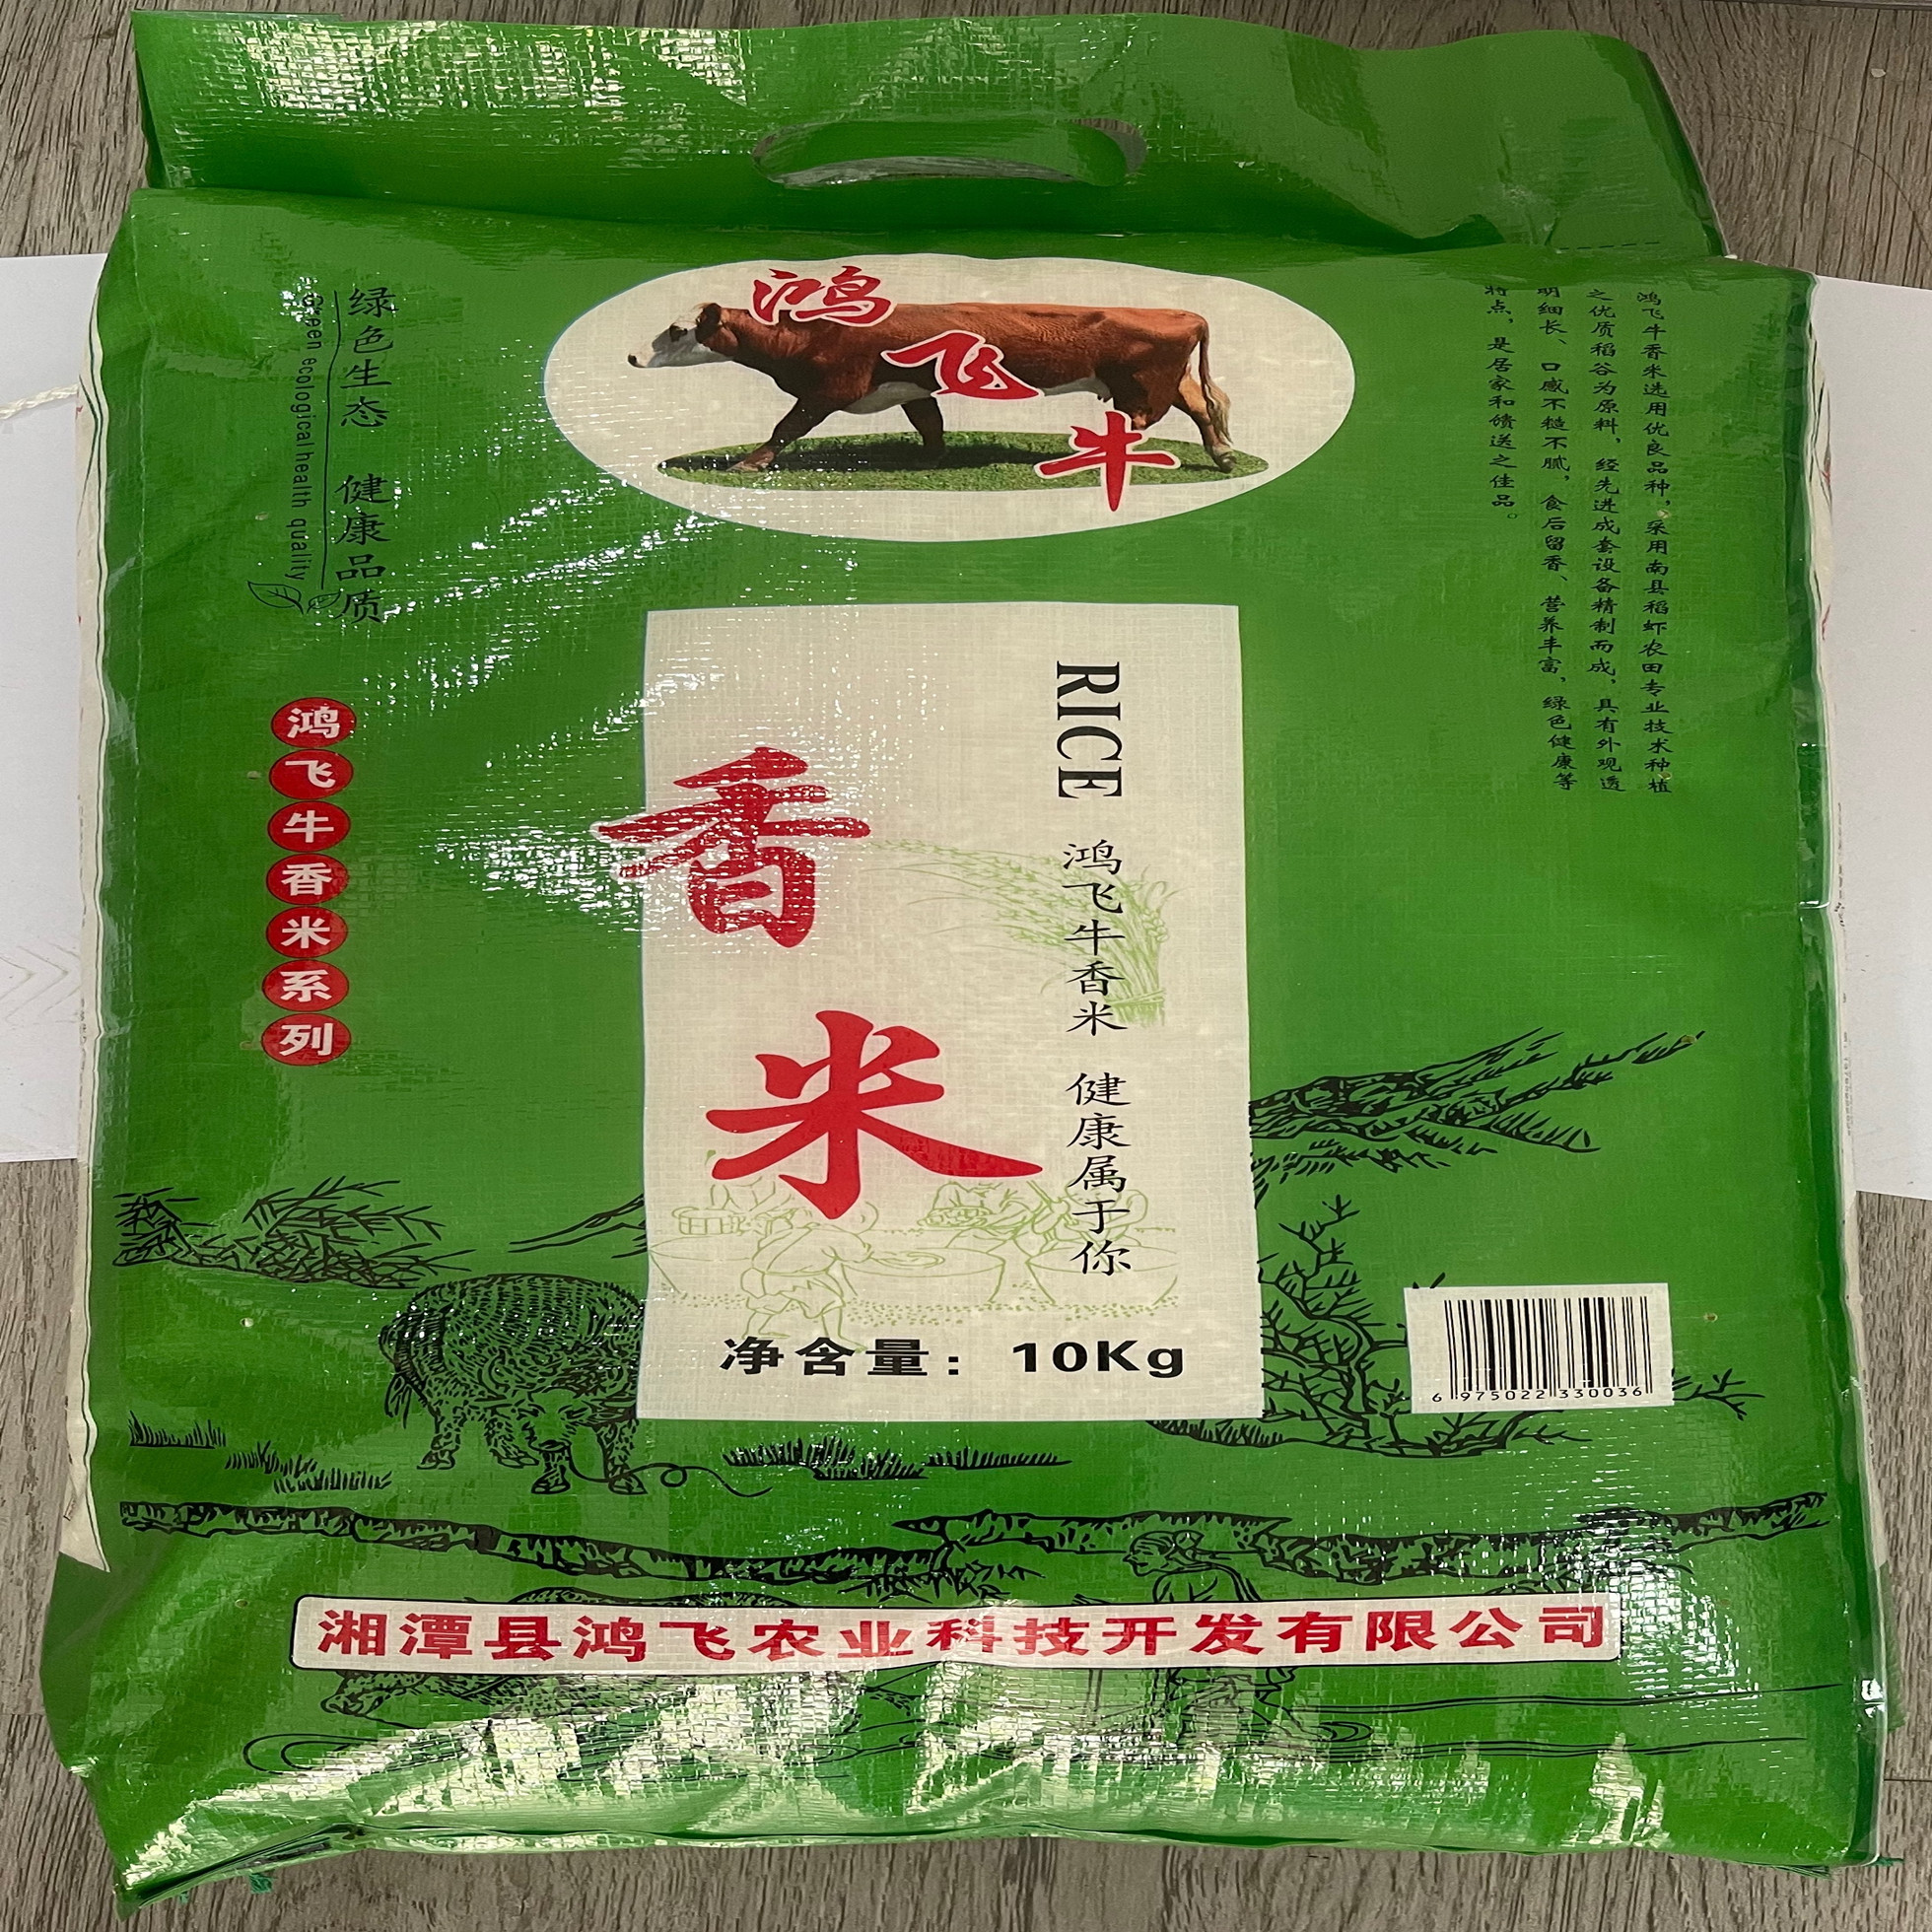 鸿飞牛
绿色生态 健康品质
Green ecological health quality
鸿飞牛香米选用优良品种，采用南县稻虾农田专业技术种植
之优质稻谷为原料，经先进成套设备精制而成，具有外观透
明细长、口感不糙不腻，食后留香、营养丰富，绿色健康等
特点，是居家和馈送之佳品。
鸿飞牛香米系列
RICE 鸿飞牛香米 健康属于你
香米
净含量：10Kg
6 975022 330036
湘潭县鸿飞农业科技开发有限公司